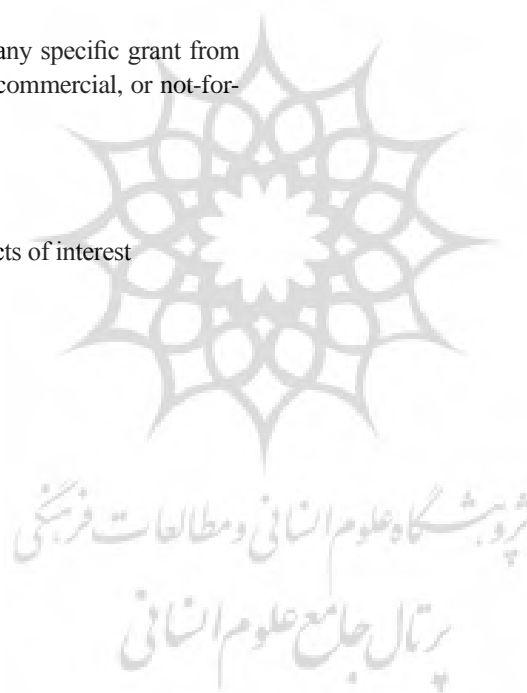 any specific grant from
commercial, or not-for-
cts of interest
پژوهشگاه علوم انسانی و مطالعات فرهنگی
پرتال جامع علوم انسانی